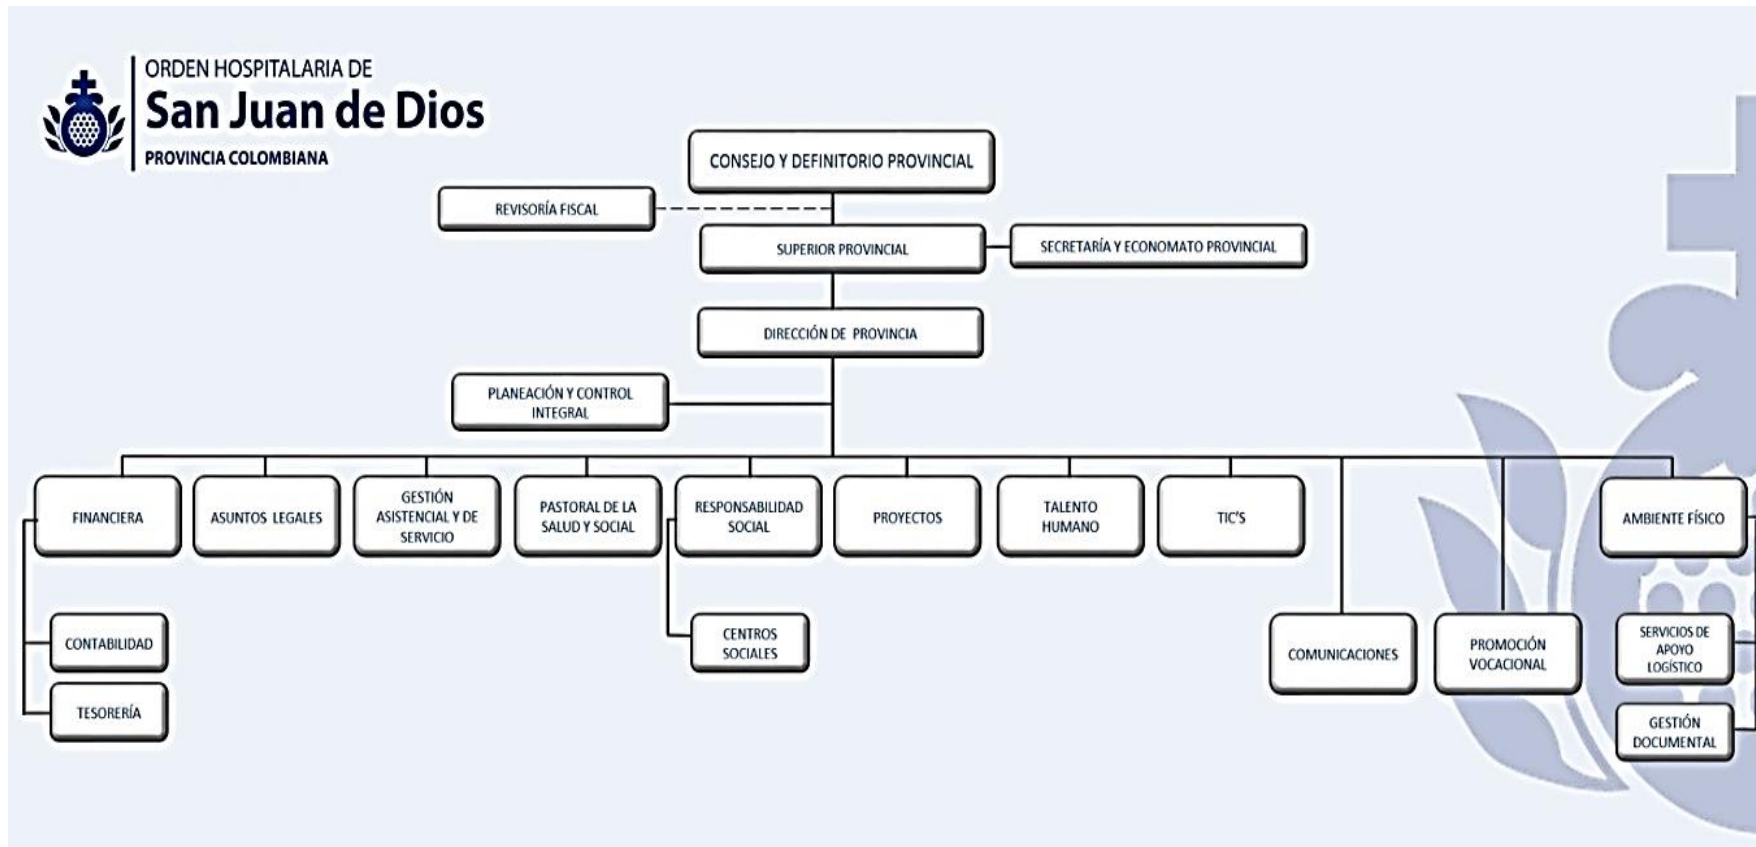 ORDEN HOSPITALARIA DE
San Juan de Dios
PROVINCIA COLOMBIANA
CONSEJO Y DEFINITORIO PROVINCIAL
REVISORÍA FISCAL
SUPERIOR PROVINCIAL
SECRETARÍA Y ECONOMATO PROVINCIAL
DIRECCIÓN DE PROVINCIA
PLANEACIÓN Y CONTROL
INTEGRAL
FINANCIERA
ASUNTOS LEGALES
GESTIÓN
ASISTENCIAL Y DE
SERVICIO
PASTORAL DE LA
SALUD Y SOCIAL
RESPONSABILIDAD
SOCIAL
PROYECTOS
TALENTO
HUMANO
TIC'S
AMBIENTE FÍSICO
CONTABILIDAD
TESORERÍA
CENTROS
SOCIALES
COMUNICACIONES
PROMOCIÓN
VOCACIONAL
SERVICIOS DE
APOYO
LOGÍSTICO
GESTIÓN
DOCUMENTAL